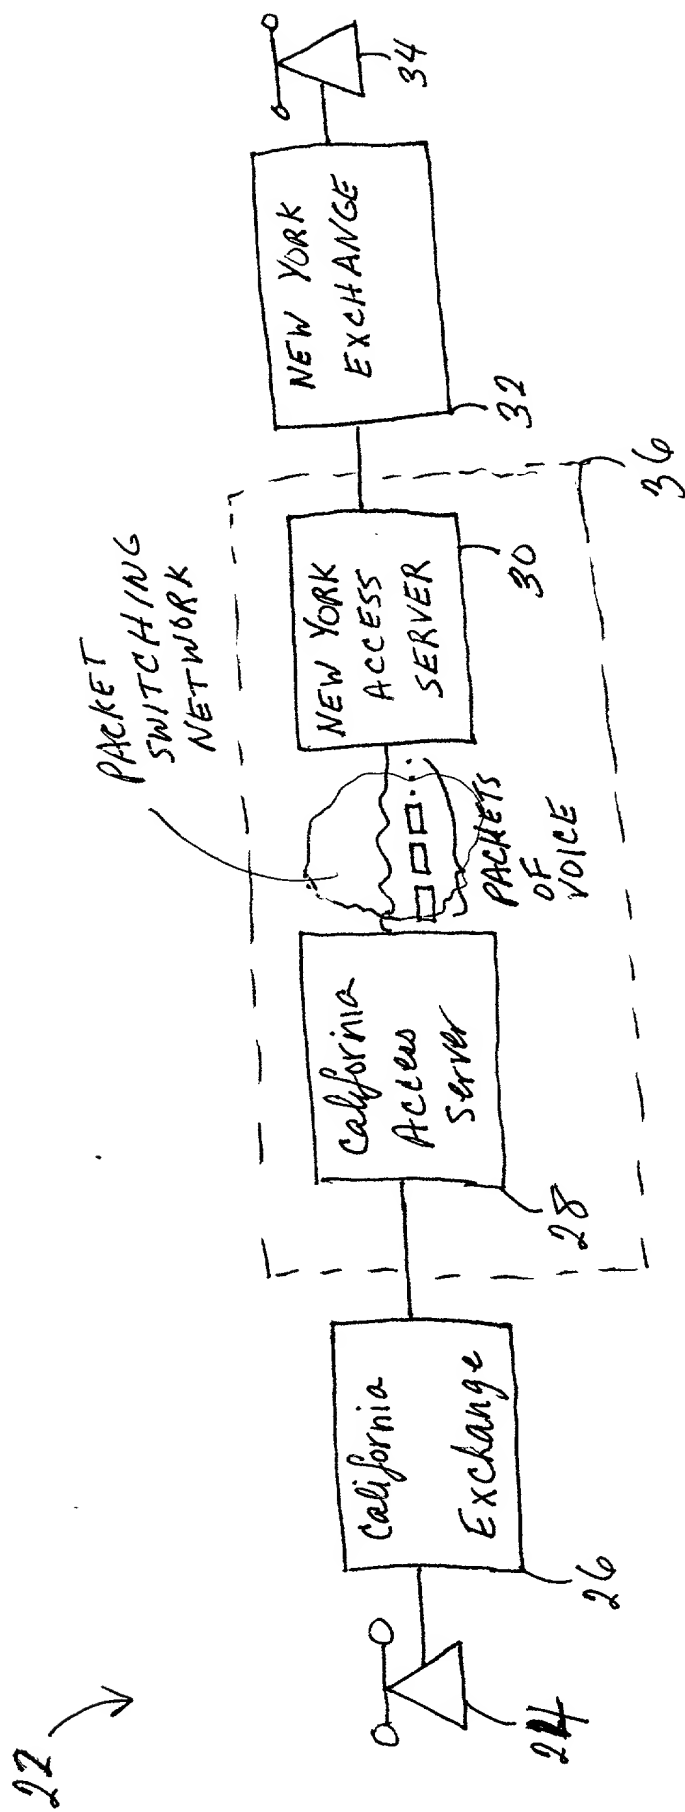 22
24
California
Exchange
26
California
Access
Server
28
PACKET
SWITCHING
NETWORK
PACKETS
OF
VOICE
NEW YORK
ACCESS
SERVER
30
36
NEW YORK
EXCHANGE
32
34